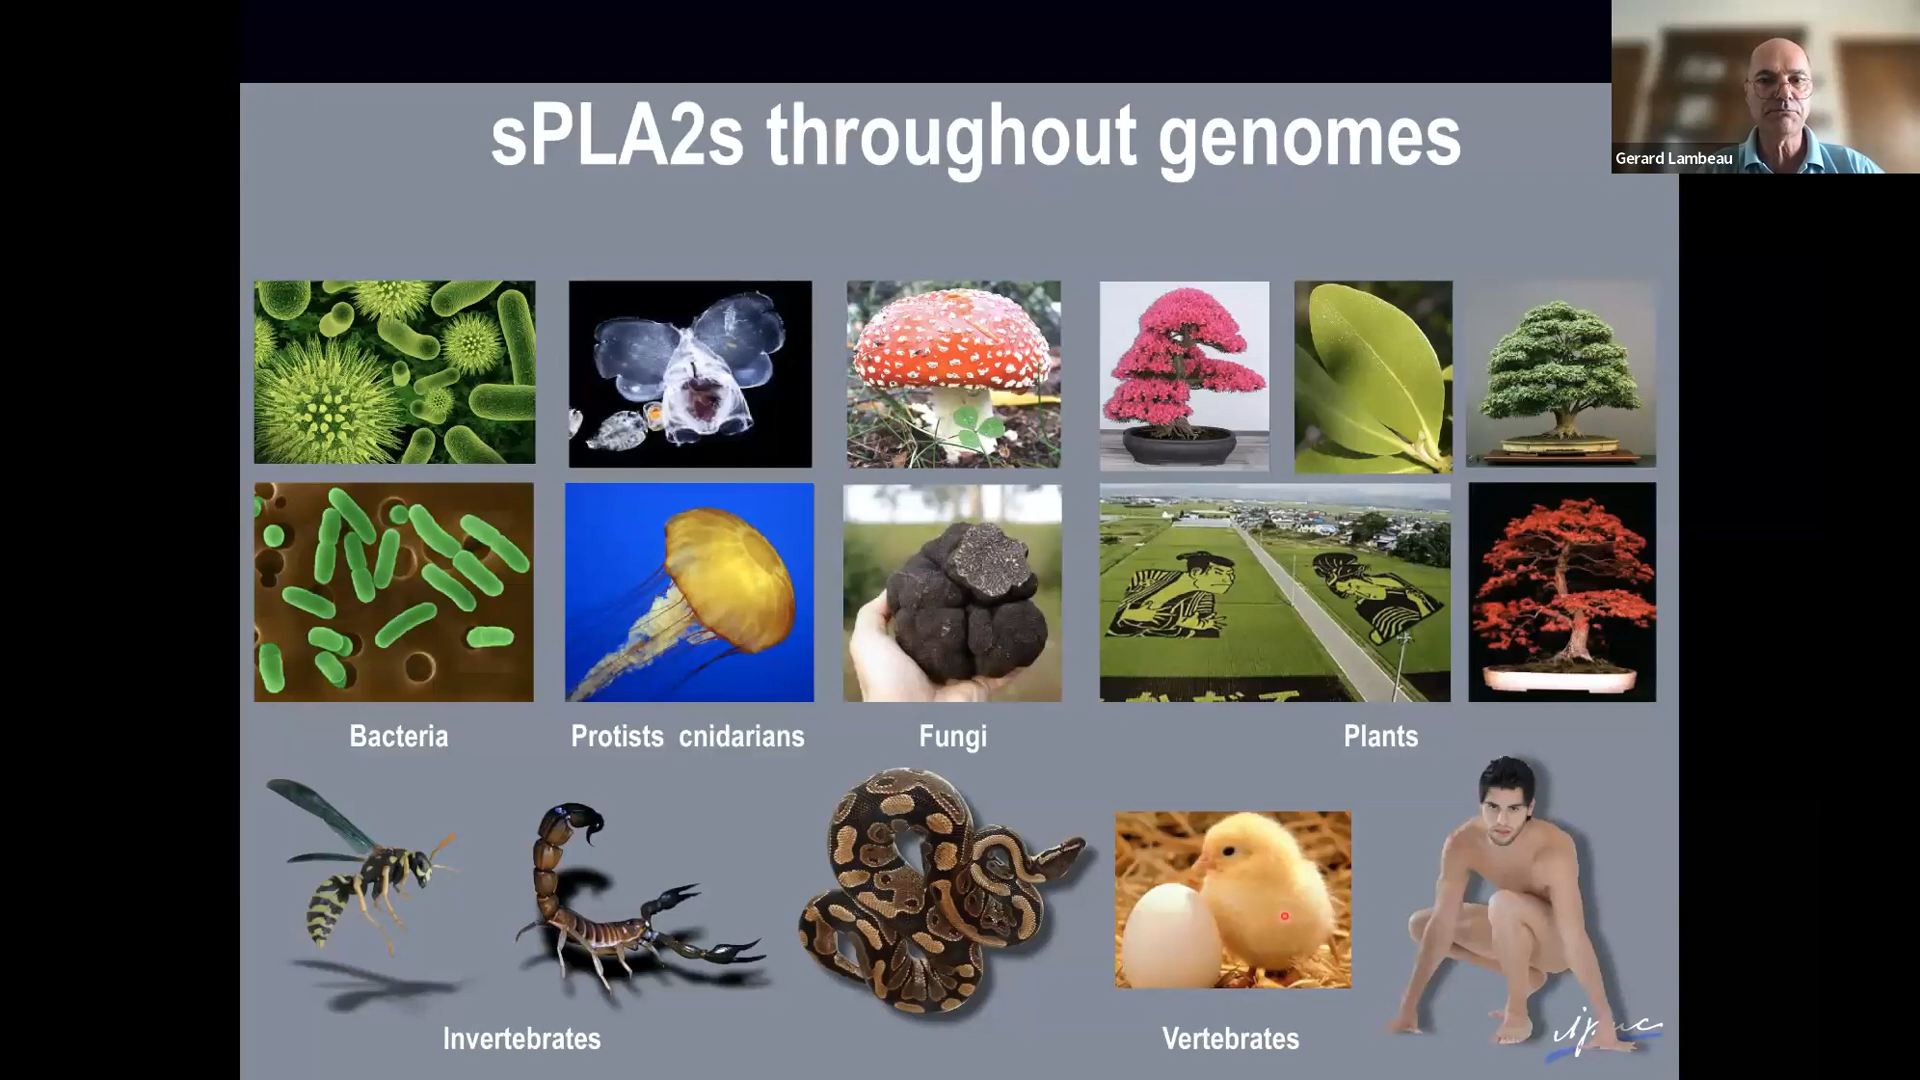 sPLA2s throughout genomes
Gerard Lambeau
Bacteria
Protists cnidarians
Fungi
Plants
Invertebrates
Vertebrates